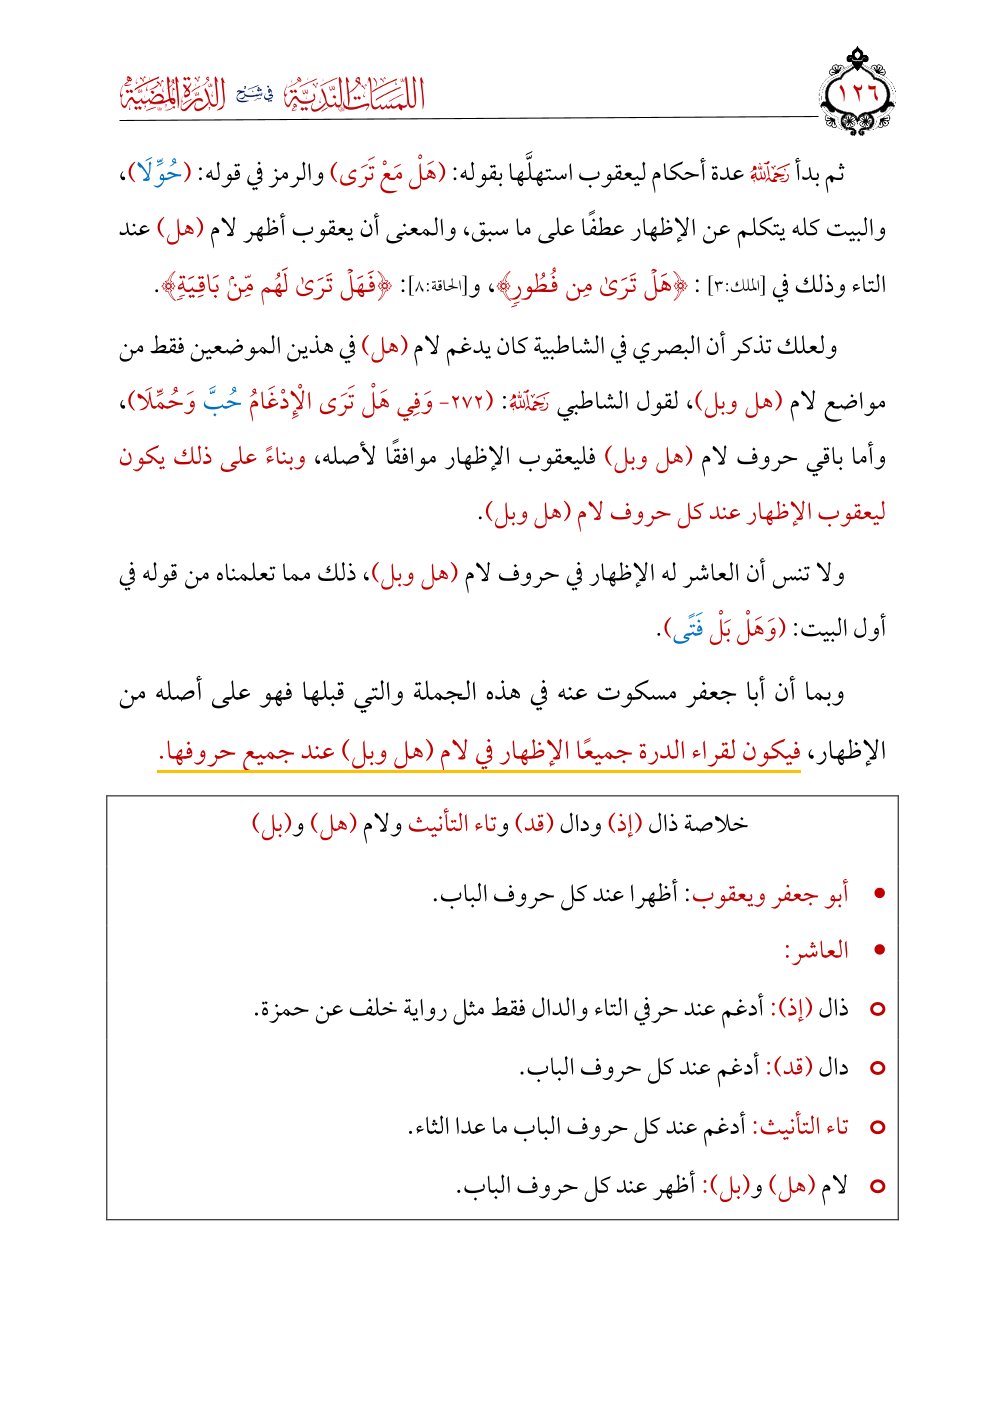 ١٢٦
اللمسات الندية في شرح الدرة المضية
ثم بدأ رحمه الله عدة أحكام ليعقوب استهلَّها بقوله: (هَلْ مَعْ تَرَى) والرمز في قوله: (حُوِّلَا)،
والبيت كله يتكلم عن الإظهار عطفًا على ما سبق، والمعنى أن يعقوب أظهر لام (هل) عند
التاء وذلك في [الملك:٣] : ﴿هَلۡ تَرَىٰ مِن فُطُورٖ﴾، و[الحاقة:٨]: ﴿فَهَلۡ تَرَىٰ لَهُم مِّنۢ بَاقِيَةٖ﴾.
ولعلك تذكر أن البصري في الشاطبية كان يدغم لام (هل) في هذين الموضعين فقط من
مواضع لام (هل وبل)، لقول الشاطبي رحمه الله: (٢٧٢- وَفِي هَلْ تَرَى الْإِدْغَامُ حُبَّ وَحُمِّلَا)،
وأما باقي حروف لام (هل وبل) فليعقوب الإظهار موافقًا لأصله، وبناءً على ذلك يكون
ليعقوب الإظهار عند كل حروف لام (هل وبل).
ولا تنس أن العاشر له الإظهار في حروف لام (هل وبل)، ذلك مما تعلمناه من قوله في
أول البيت: (وَهَلْ بَلْ فَتًى).
وبما أن أبا جعفر مسكوت عنه في هذه الجملة والتي قبلها فهو على أصله من
الإظهار، فيكون لقراء الدرة جميعًا الإظهار في لام (هل وبل) عند جميع حروفها.
خلاصة ذال (إذ) ودال (قد) وتاء التأنيث ولام (هل) و(بل)
• أبو جعفر ويعقوب: أظهرا عند كل حروف الباب.
• العاشر:
o ذال (إذ): أدغم عند حرفي التاء والدال فقط مثل رواية خلف عن حمزة.
o دال (قد): أدغم عند كل حروف الباب.
o تاء التأنيث: أدغم عند كل حروف الباب ما عدا الثاء.
o لام (هل) و(بل): أظهر عند كل حروف الباب.